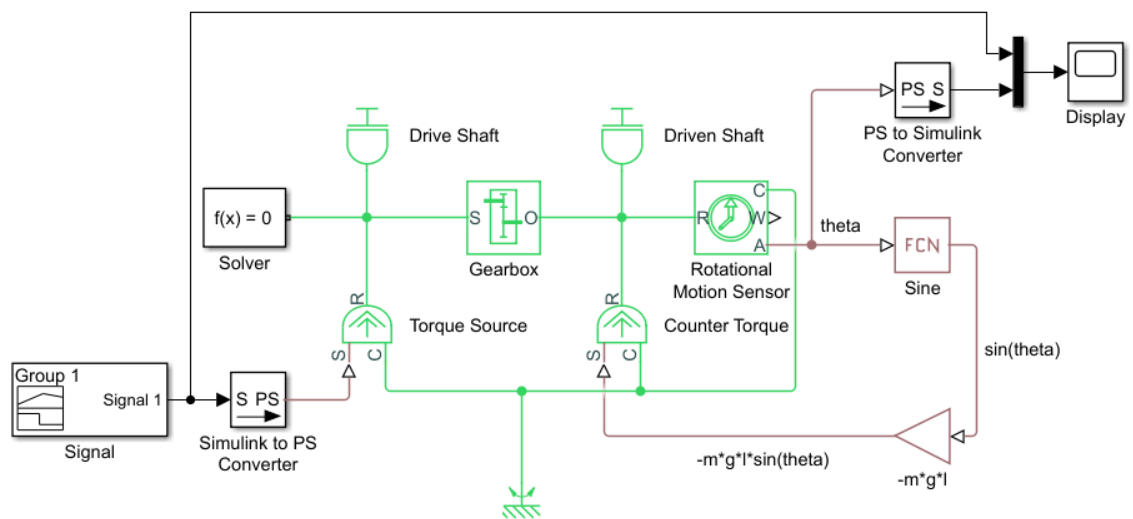 PS S
Display
PS to Simulink
Converter
Drive Shaft
Driven Shaft
f(x) = 0
Solver
S
O
Gearbox
R
C
W
A
Rotational
Motion Sensor
theta
FCN
Sine
R
Torque Source
S
C
R
Counter Torque
S
C
sin(theta)
Group 1
Signal 1
Signal
S PS
Simulink to PS
Converter
-m*g*l*sin(theta)
-m*g*l